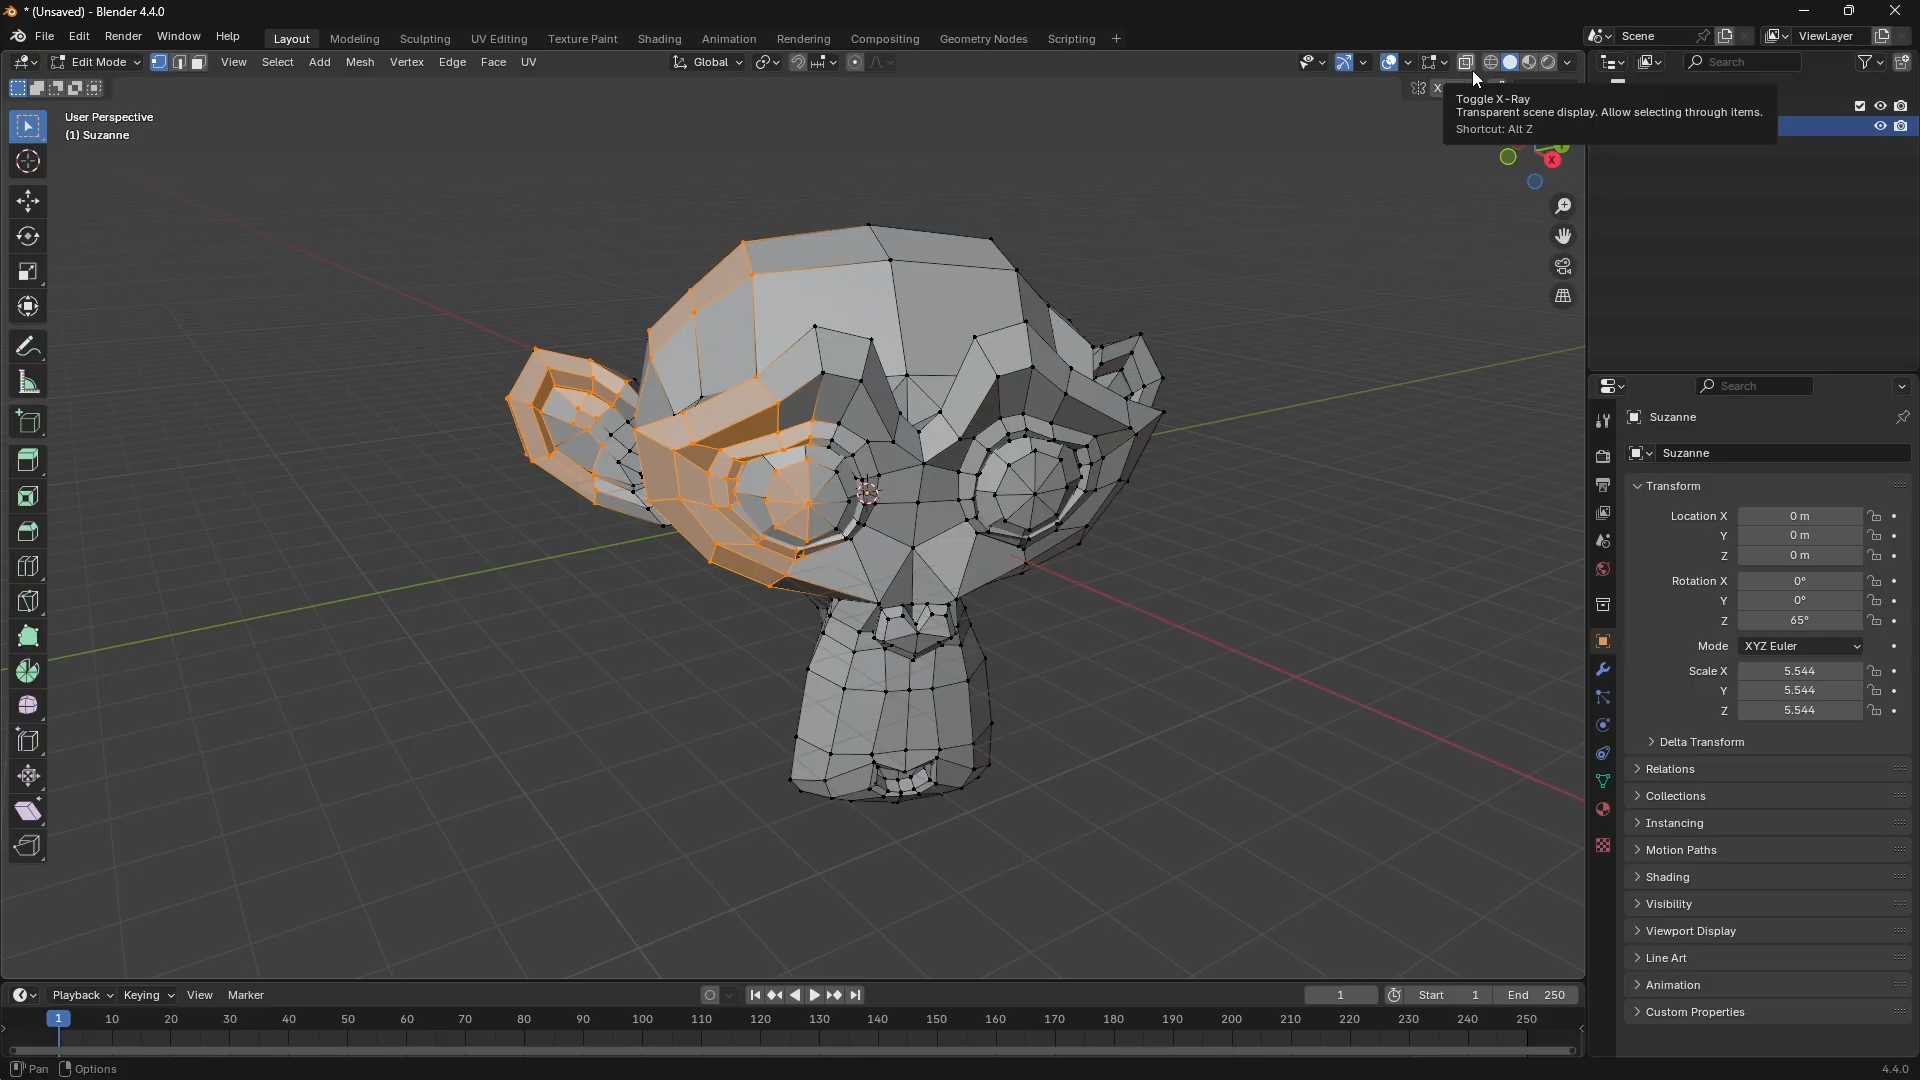 * (Unsaved) - Blender 4.4.0
File Edit Render Window Help Layout Modeling Sculpting UV Editing Texture Paint Shading Animation Rendering Compositing Geometry Nodes Scripting + Scene ViewLayer
Edit Mode View Select Add Mesh Vertex Edge Face UV Global Search
X
Toggle X-Ray
Transparent scene display. Allow selecting through items.
Shortcut: Alt Z
User Perspective
(1) Suzanne
X
Search
Suzanne
Suzanne
Transform
Location X 0 m
Y 0 m
Z 0 m
Rotation X 0°
Y 0°
Z 65°
Mode XYZ Euler
Scale X 5.544
Y 5.544
Z 5.544
Delta Transform
Relations
Collections
Instancing
Motion Paths
Shading
Visibility
Viewport Display
Line Art
Animation
Custom Properties
Playback Keying View Marker 1 Start 1 End 250
1 10 20 30 40 50 60 70 80 90 100 110 120 130 140 150 160 170 180 190 200 210 220 230 240 250
Pan Options 4.4.0